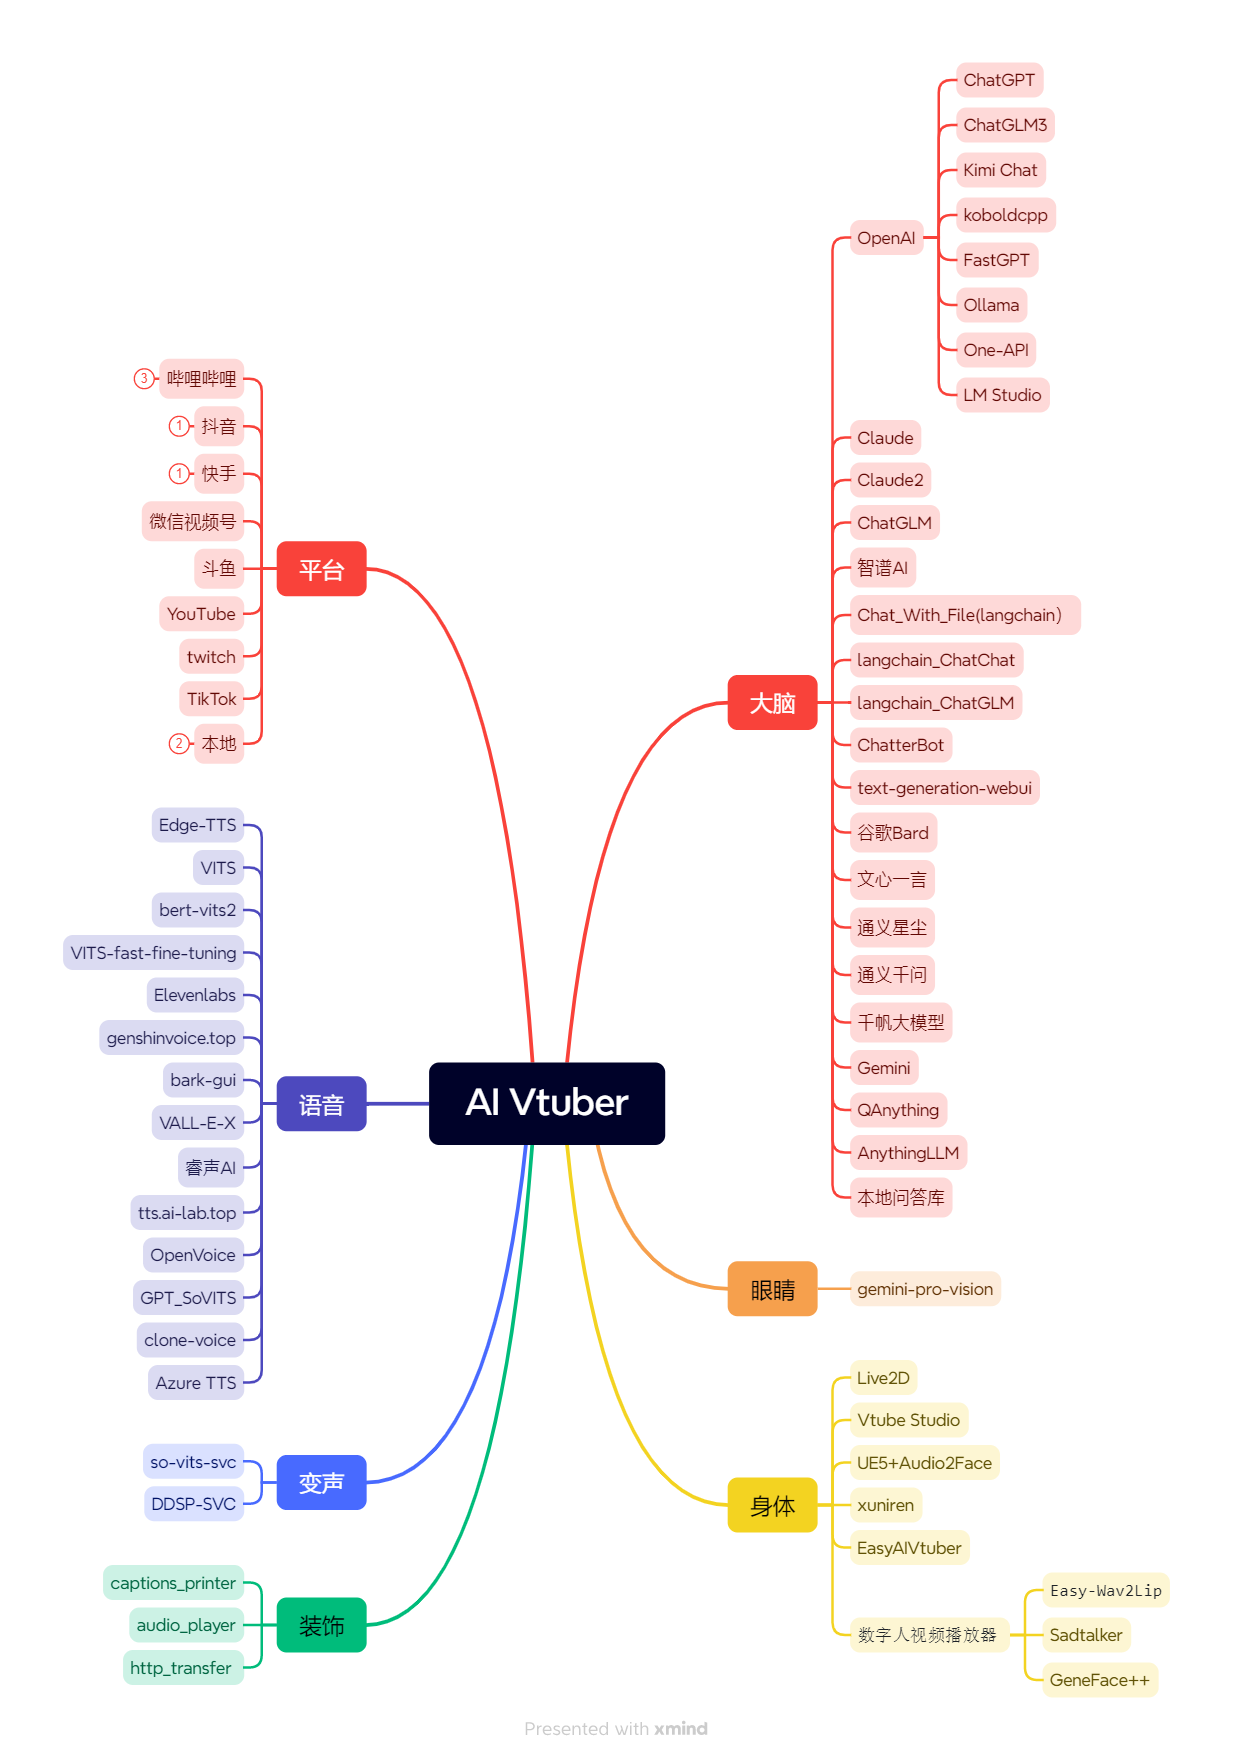 AI Vtuber
平台
3
哔哩哔哩
1
抖音
1
快手
微信视频号
斗鱼
YouTube
twitch
TikTok
2
本地
语音
Edge-TTS
VITS
bert-vits2
VITS-fast-fine-tuning
Elevenlabs
genshinvoice.top
bark-gui
VALL-E-X
睿声AI
tts.ai-lab.top
OpenVoice
GPT_SoVITS
clone-voice
Azure TTS
变声
so-vits-svc
DDSP-SVC
装饰
captions_printer
audio_player
http_transfer
大脑
OpenAI
ChatGPT
ChatGLM3
Kimi Chat
koboldcpp
FastGPT
Ollama
One-API
LM Studio
Claude
Claude2
ChatGLM
智谱AI
Chat_With_File(langchain）
langchain_ChatChat
langchain_ChatGLM
ChatterBot
text-generation-webui
谷歌Bard
文心一言
通义星尘
通义千问
千帆大模型
Gemini
QAnything
AnythingLLM
本地问答库
眼睛
gemini-pro-vision
身体
Live2D
Vtube Studio
UE5+Audio2Face
xuniren
EasyAIVtuber
数字人视频播放器
Easy-Wav2Lip
Sadtalker
GeneFace++
Presented with xmind